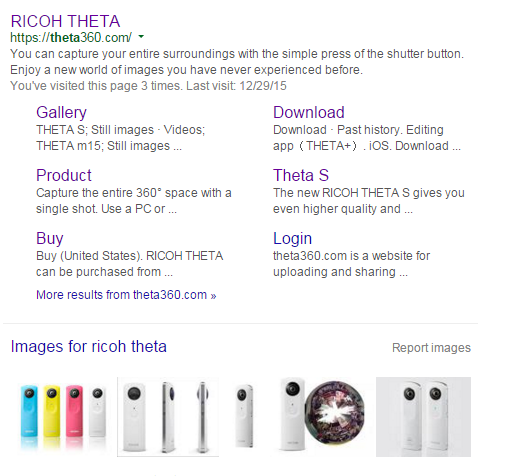 RICOH THETA
https://theta360.com/
You can capture your entire surroundings with the simple press of the shutter button.
Enjoy a new world of images you have never experienced before.
You've visited this page 3 times. Last visit: 12/29/15
Gallery
THETA S; Still images · Videos;
THETA m15; Still images ...
Download
Download · Past history. Editing
app（THETA+）. iOS. Download ...
Product
Capture the entire 360° space with a
single shot. Use a PC or ...
Theta S
The new RICOH THETA S gives you
even higher quality and ...
Buy
Buy (United States). RICOH THETA
can be purchased from ...
Login
theta360.com is a website for
uploading and sharing ...
More results from theta360.com »
Images for ricoh theta
Report images